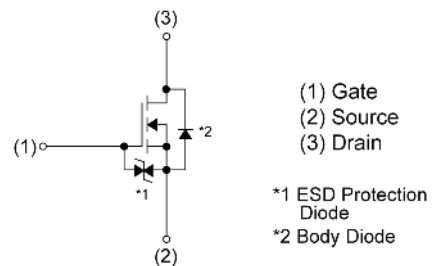 (3)
*2
(1)
*1
(2)
(1) Gate
(2) Source
(3) Drain
*1 ESD Protection
Diode
*2 Body Diode